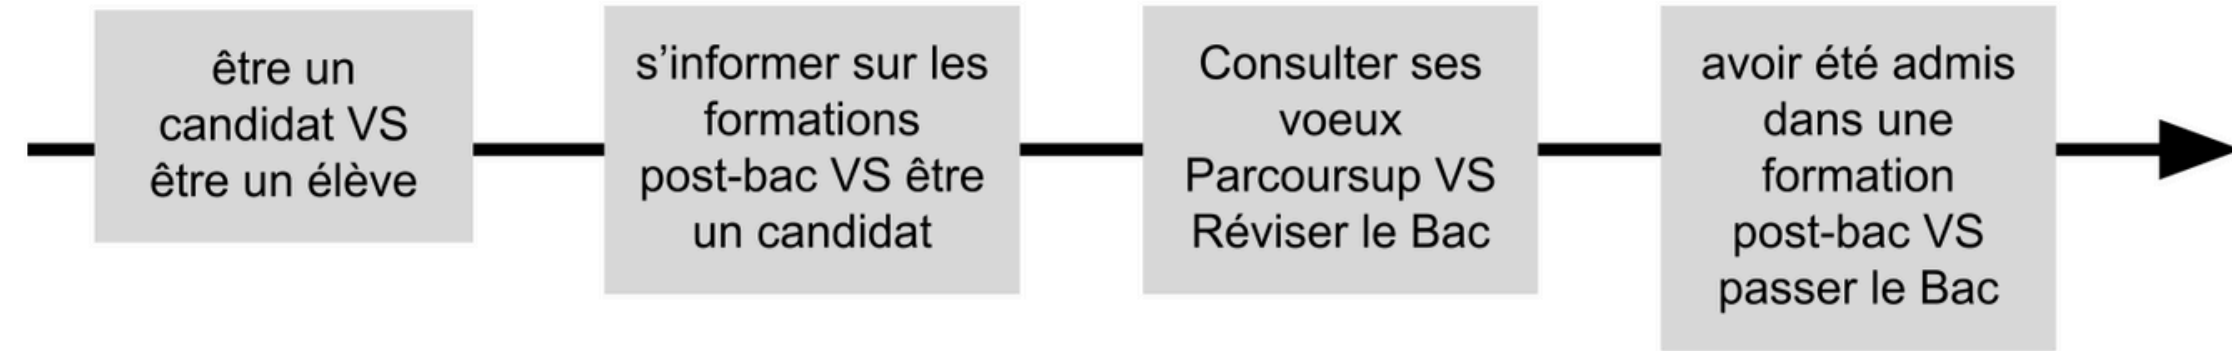 être un
candidat VS
être un élève
s'informer sur les
formations
post-bac VS être
un candidat
Consulter ses
voeux
Parcoursup VS
Réviser le Bac
avoir été admis
dans une
formation
post-bac VS
passer le Bac